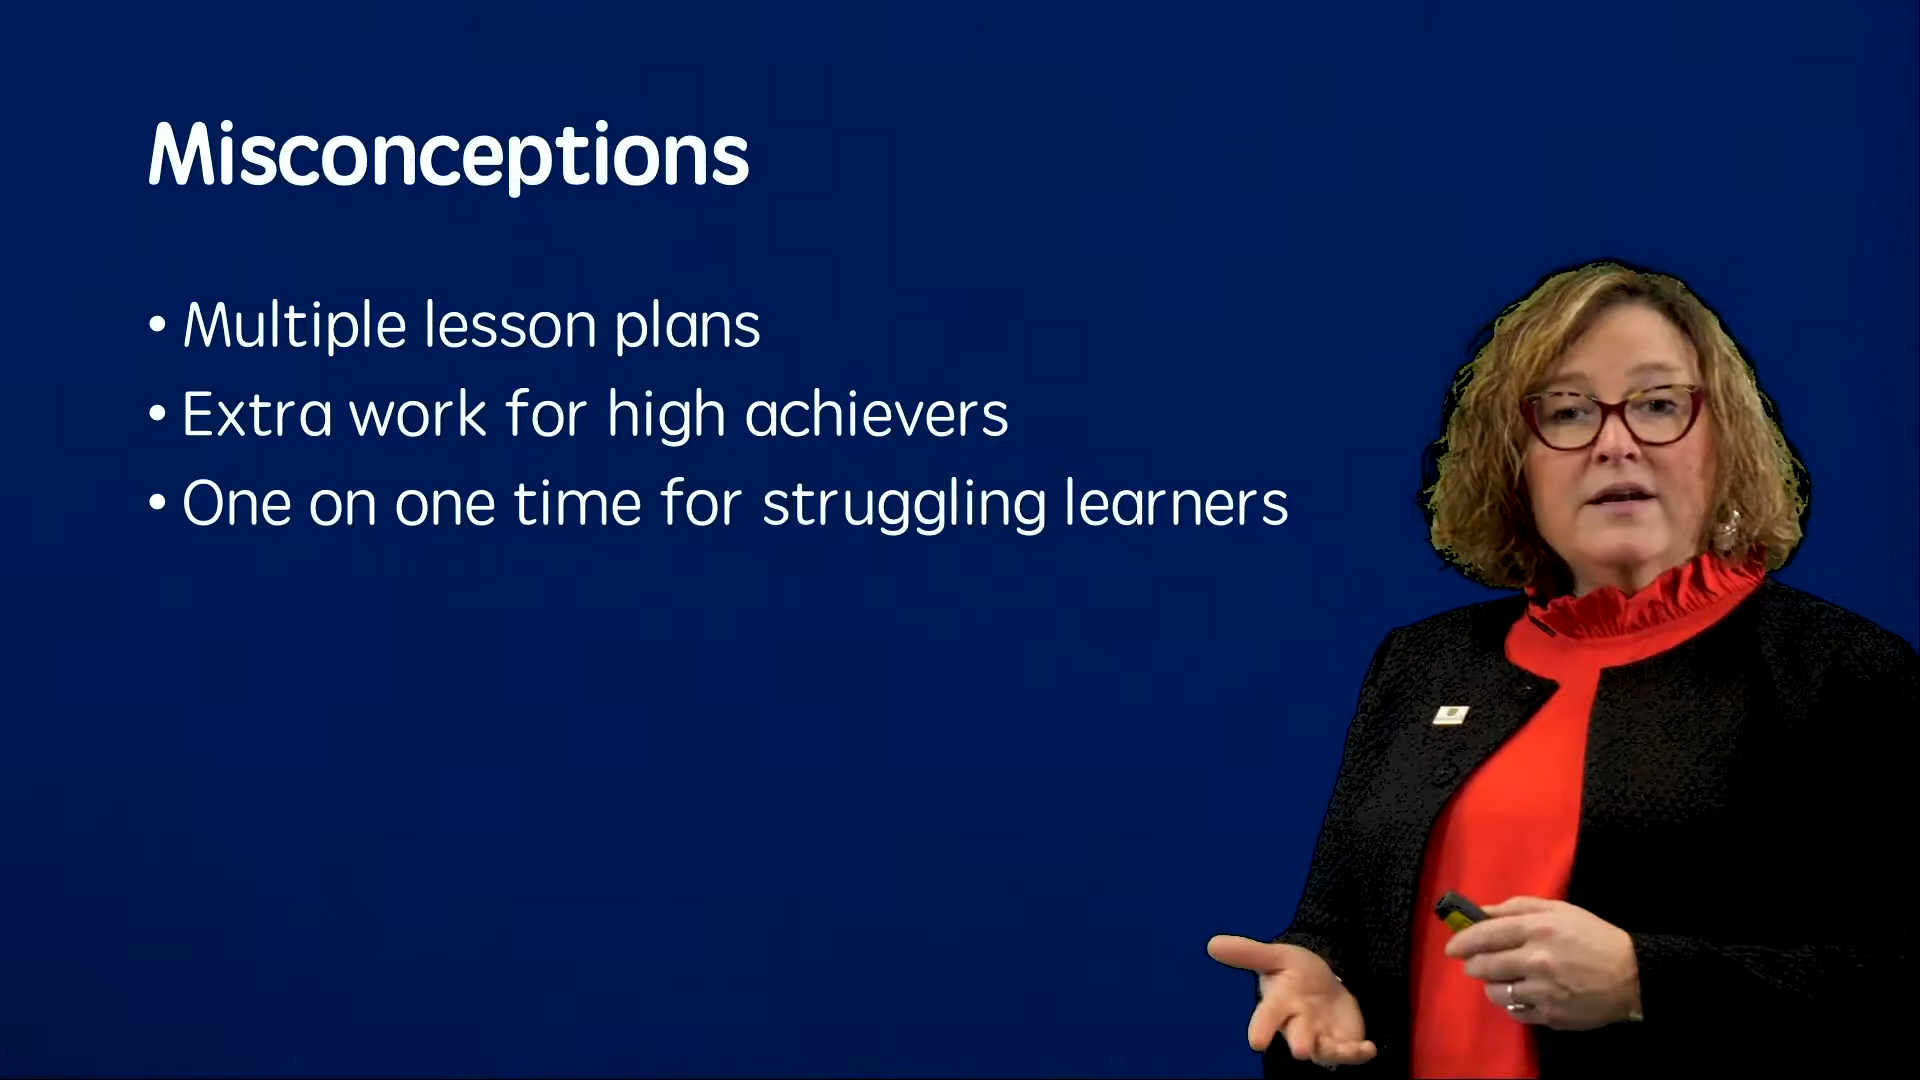 Misconceptions
• Multiple lesson plans
• Extra work for high achievers
• One on one time for struggling learners